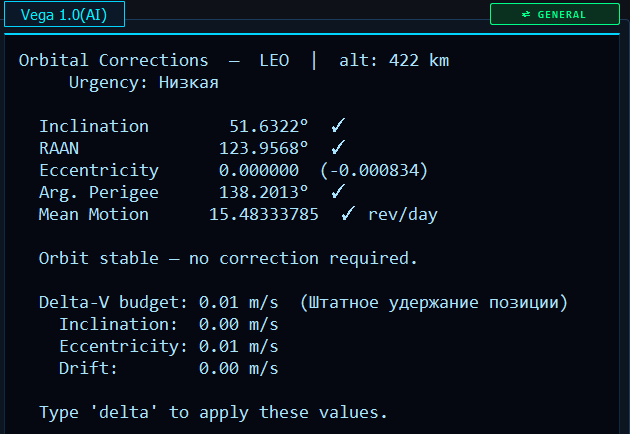 Vega 1.0(AI)
⇌ GENERAL
Orbital Corrections — LEO | alt: 422 km
Urgency: Низкая
Inclination 51.6322° ✓
RAAN 123.9568° ✓
Eccentricity 0.000000 (-0.000834)
Arg. Perigee 138.2013° ✓
Mean Motion 15.48333785 ✓ rev/day
Orbit stable — no correction required.
Delta-V budget: 0.01 m/s (Штатное удержание позиции)
Inclination: 0.00 m/s
Eccentricity: 0.01 m/s
Drift: 0.00 m/s
Type 'delta' to apply these values.